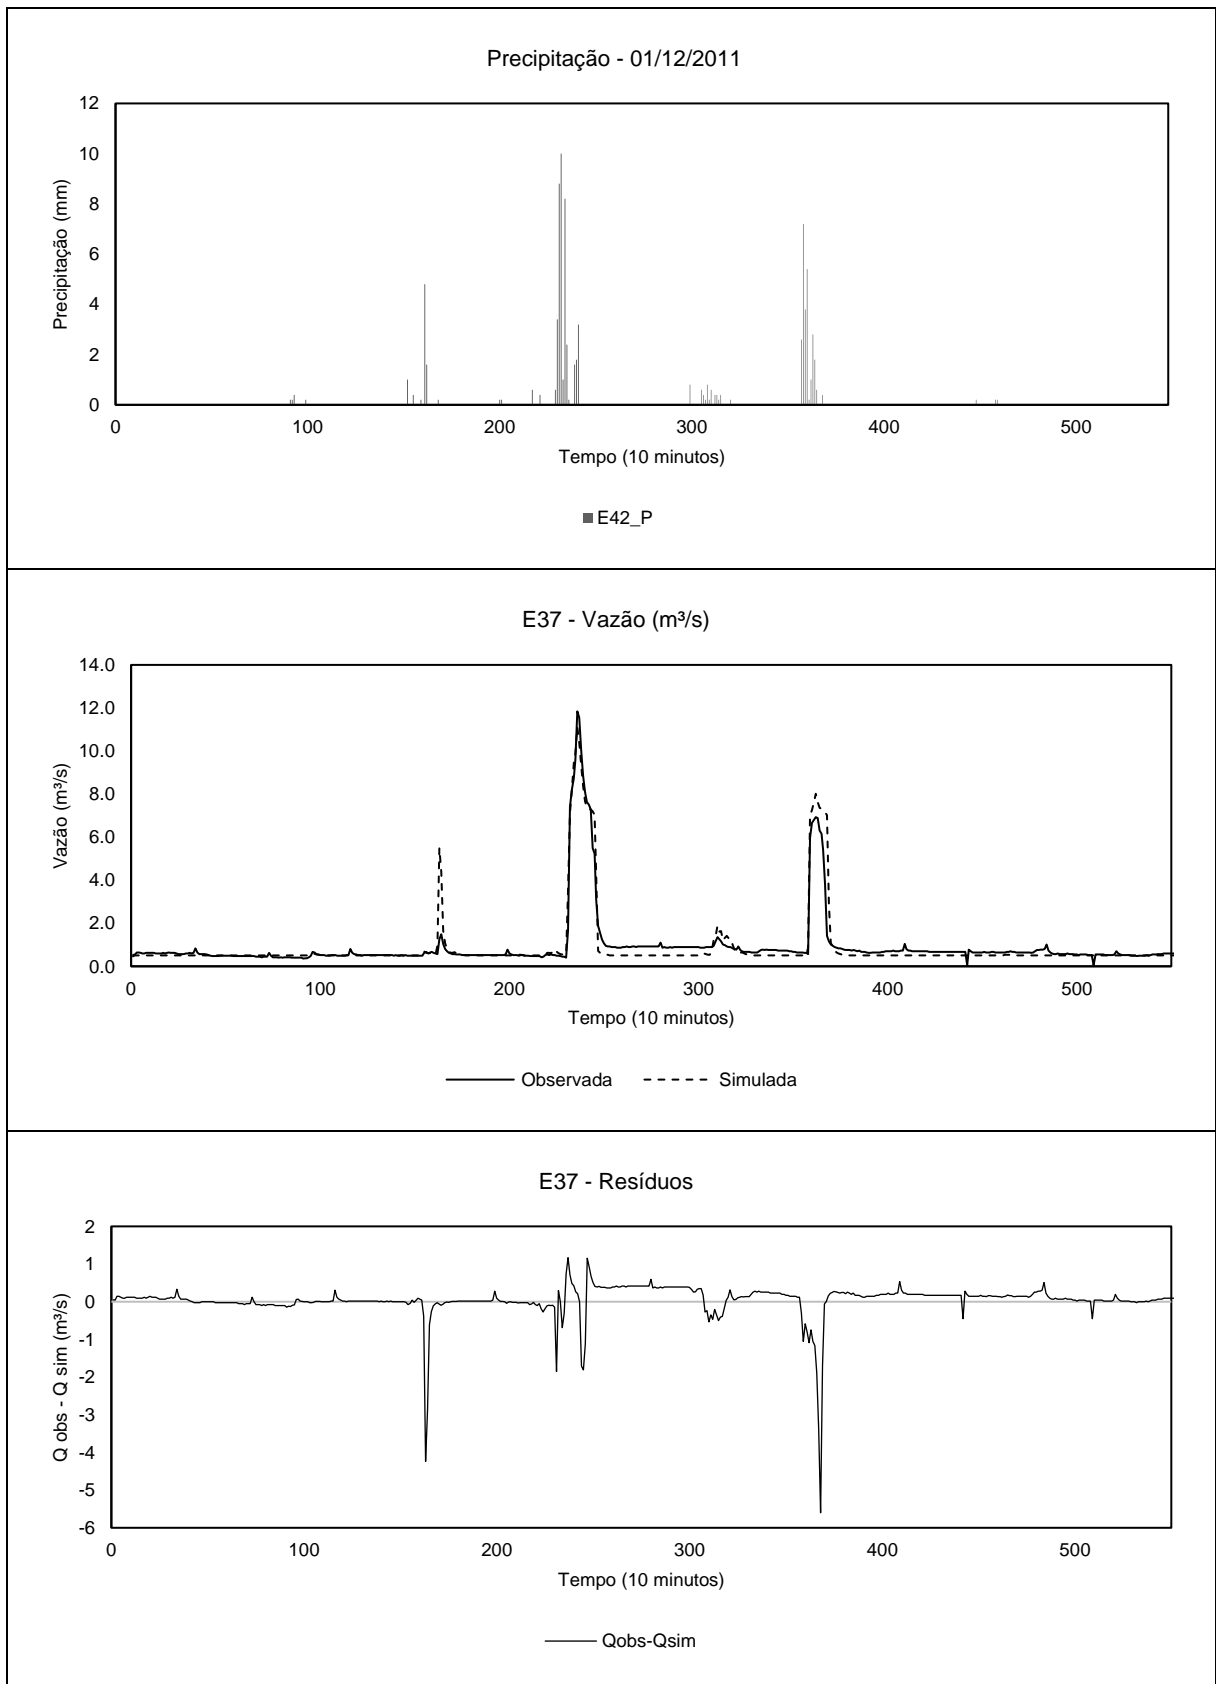 Precipitação - 01/12/2011
12
10
8
6
4
2
0
Precipitação (mm)
0 100 200 300 400 500
Tempo (10 minutos)
E42_P
E37 - Vazão (m³/s)
14.0
12.0
10.0
8.0
6.0
4.0
2.0
0.0
Vazão (m³/s)
0 100 200 300 400 500
Tempo (10 minutos)
Observada Simulada
E37 - Resíduos
2
1
0
-1
-2
-3
-4
-5
-6
Q obs - Q sim (m³/s)
0 100 200 300 400 500
Tempo (10 minutos)
Qobs-Qsim